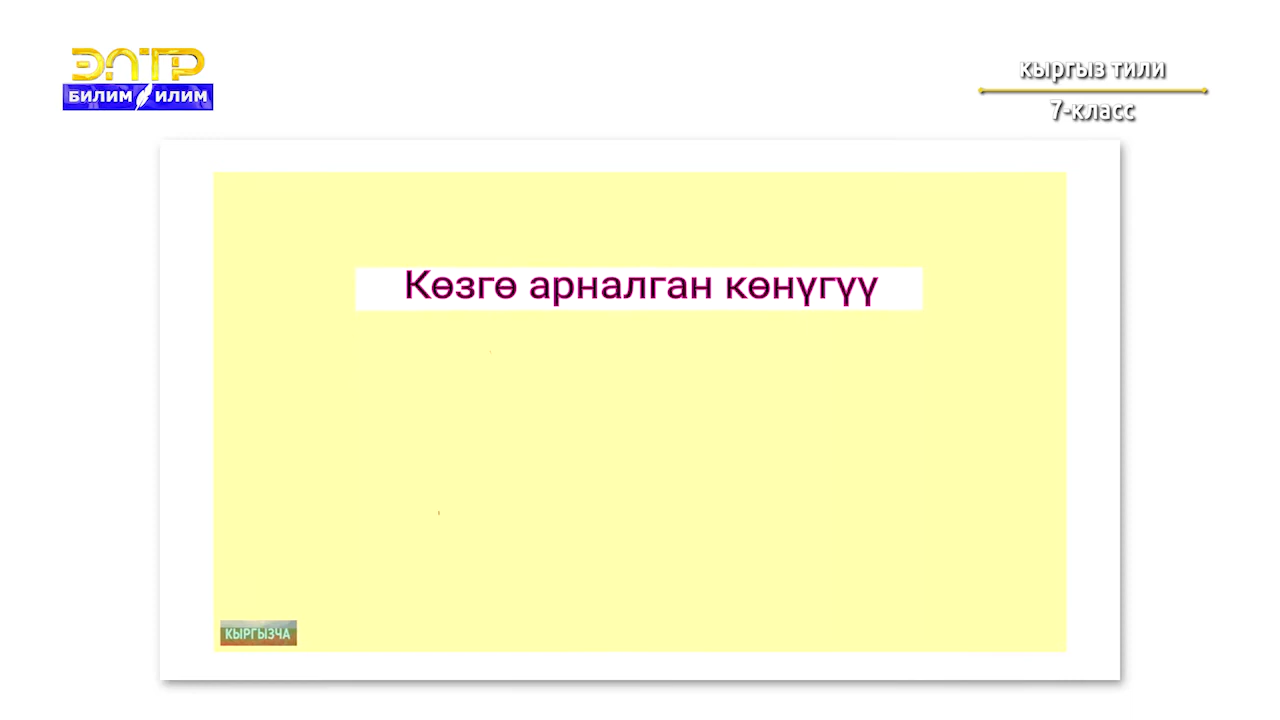 ЭЛТР
БИЛИМ ИЛИМ
кыргыз тили
7-класс
Көзгө арналган көнүгүү
КЫРГЫЗЧА